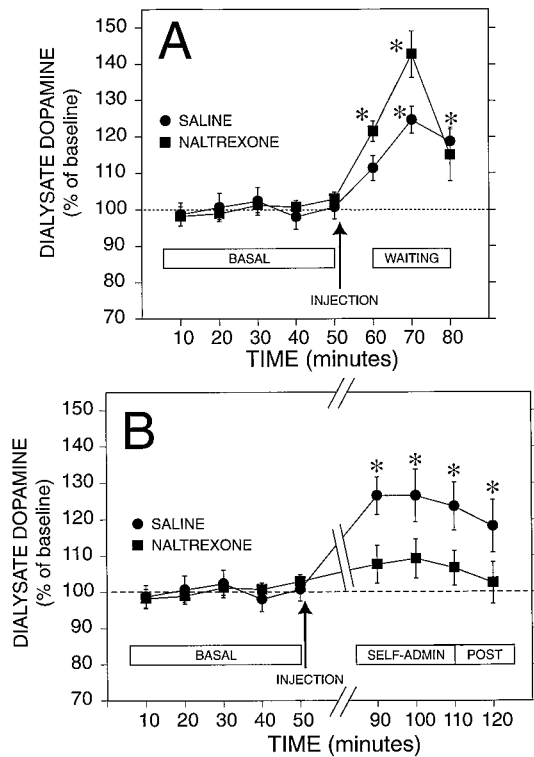 A
150
140
130
120
110
100
90
80
70
DIALYSATE DOPAMINE
(% of baseline)
SALINE
NALTREXONE
* * * *
BASAL
WAITING
INJECTION
10 20 30 40 50 60 70 80
TIME (minutes)
B
150
140
130
120
110
100
90
80
70
DIALYSATE DOPAMINE
(% of baseline)
* * * *
SALINE
NALTREXONE
BASAL
SELF-ADMIN POST
INJECTION
10 20 30 40 50 90 100 110 120
TIME (minutes)